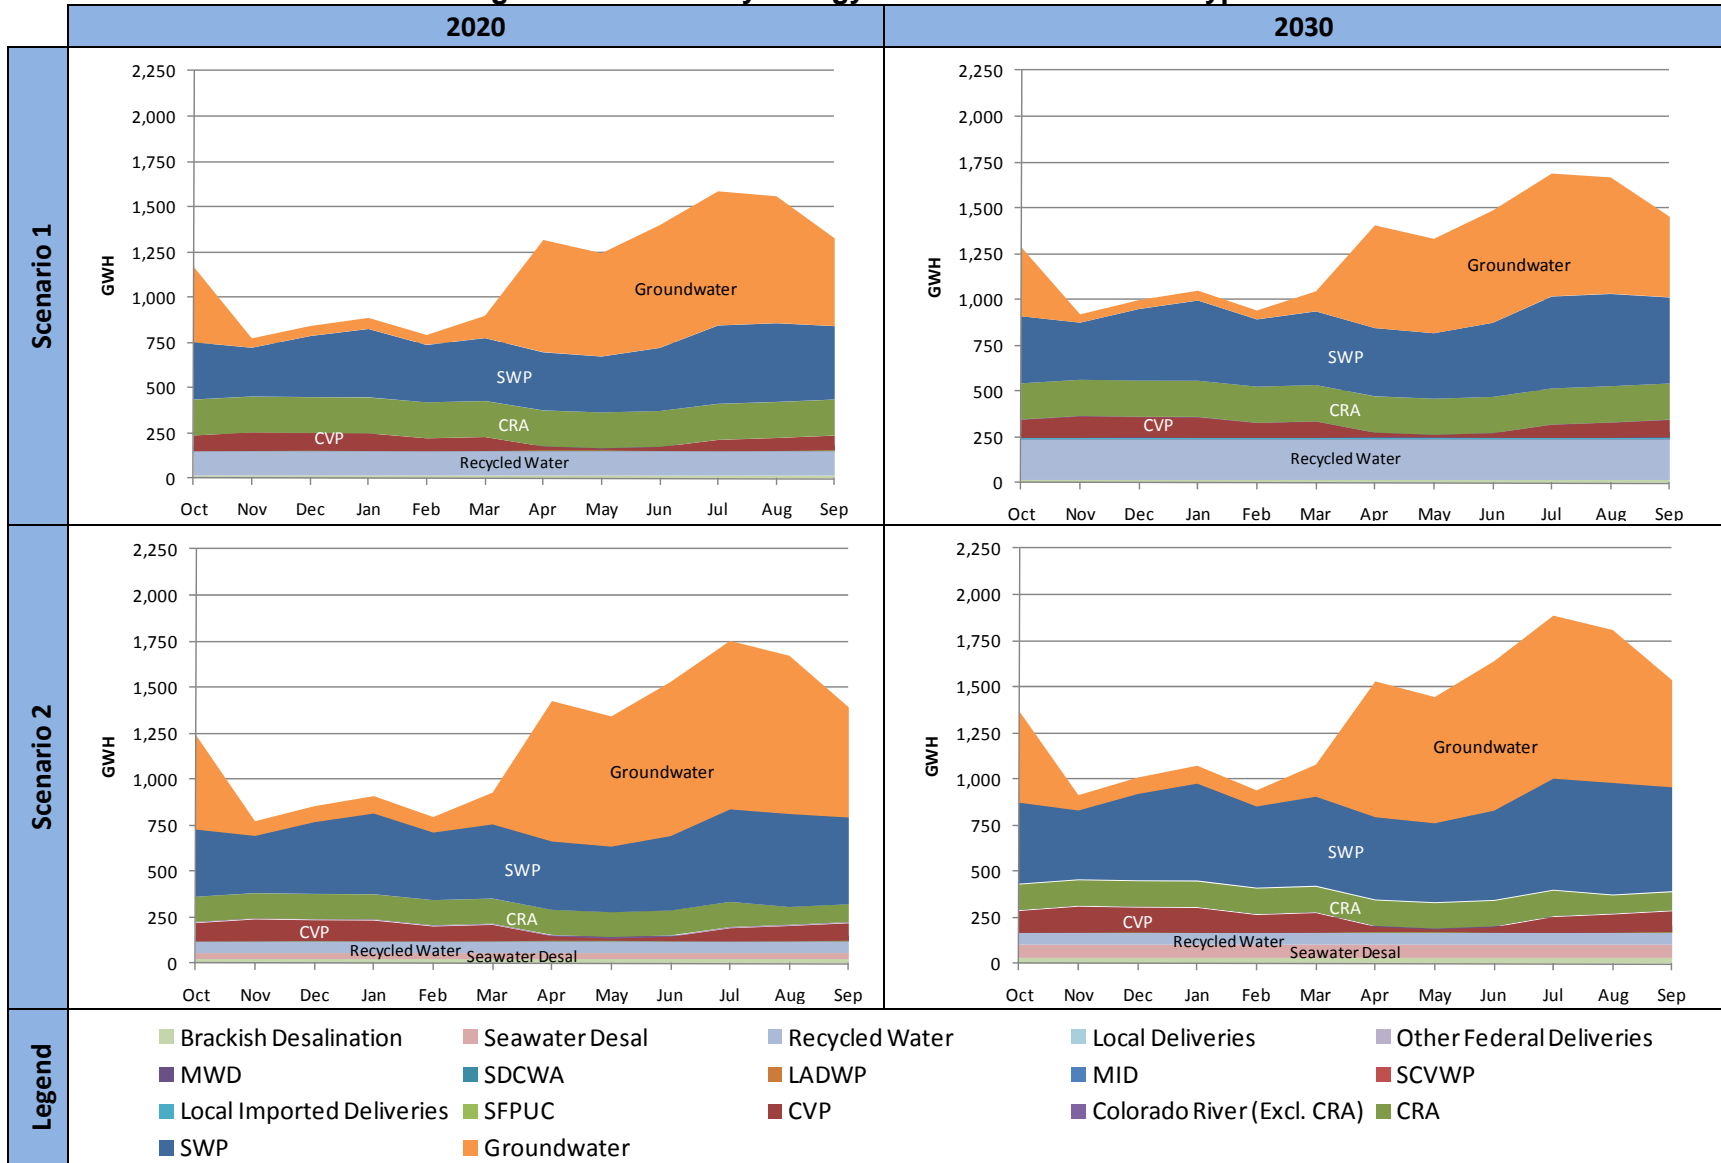 2020 2030
Scenario 1
2,250
2,000
1,750
1,500
1,250
1,000
750
500
250
0
GWH
Groundwater
SWP
CRA
CVP
Recycled Water
Oct Nov Dec Jan Feb Mar Apr May Jun Jul Aug Sep
2,250
2,000
1,750
1,500
1,250
1,000
750
500
250
0
GWH
Groundwater
SWP
CRA
CVP
Recycled Water
Oct Nov Dec Jan Feb Mar Apr May Jun Jul Aug Sep
Scenario 2
2,250
2,000
1,750
1,500
1,250
1,000
750
500
250
0
GWH
Groundwater
SWP
CRA
CVP
Recycled Water
Seawater Desal
Oct Nov Dec Jan Feb Mar Apr May Jun Jul Aug Sep
2,250
2,000
1,750
1,500
1,250
1,000
750
500
250
0
GWH
Groundwater
SWP
CRA
CVP
Recycled Water
Seawater Desal
Oct Nov Dec Jan Feb Mar Apr May Jun Jul Aug Sep
Legend
Brackish Desalination Seawater Desal Recycled Water Local Deliveries Other Federal Deliveries
MWD SDCWA LADWP MID SCVWP
Local Imported Deliveries SFPUC CVP Colorado River (Excl. CRA) CRA
SWP Groundwater